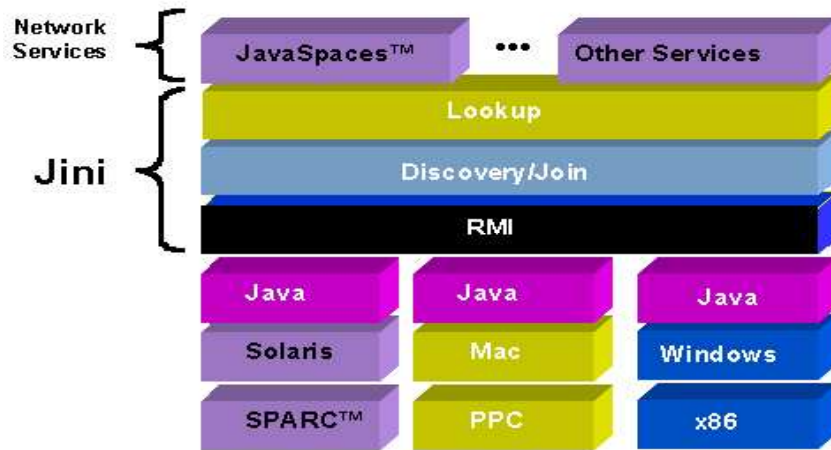 Network
Services
JavaSpaces™
•••
Other Services
Jini
Lookup
Discovery/Join
RMI
Java
Java
Java
Solaris
Mac
Windows
SPARC™
PPC
x86